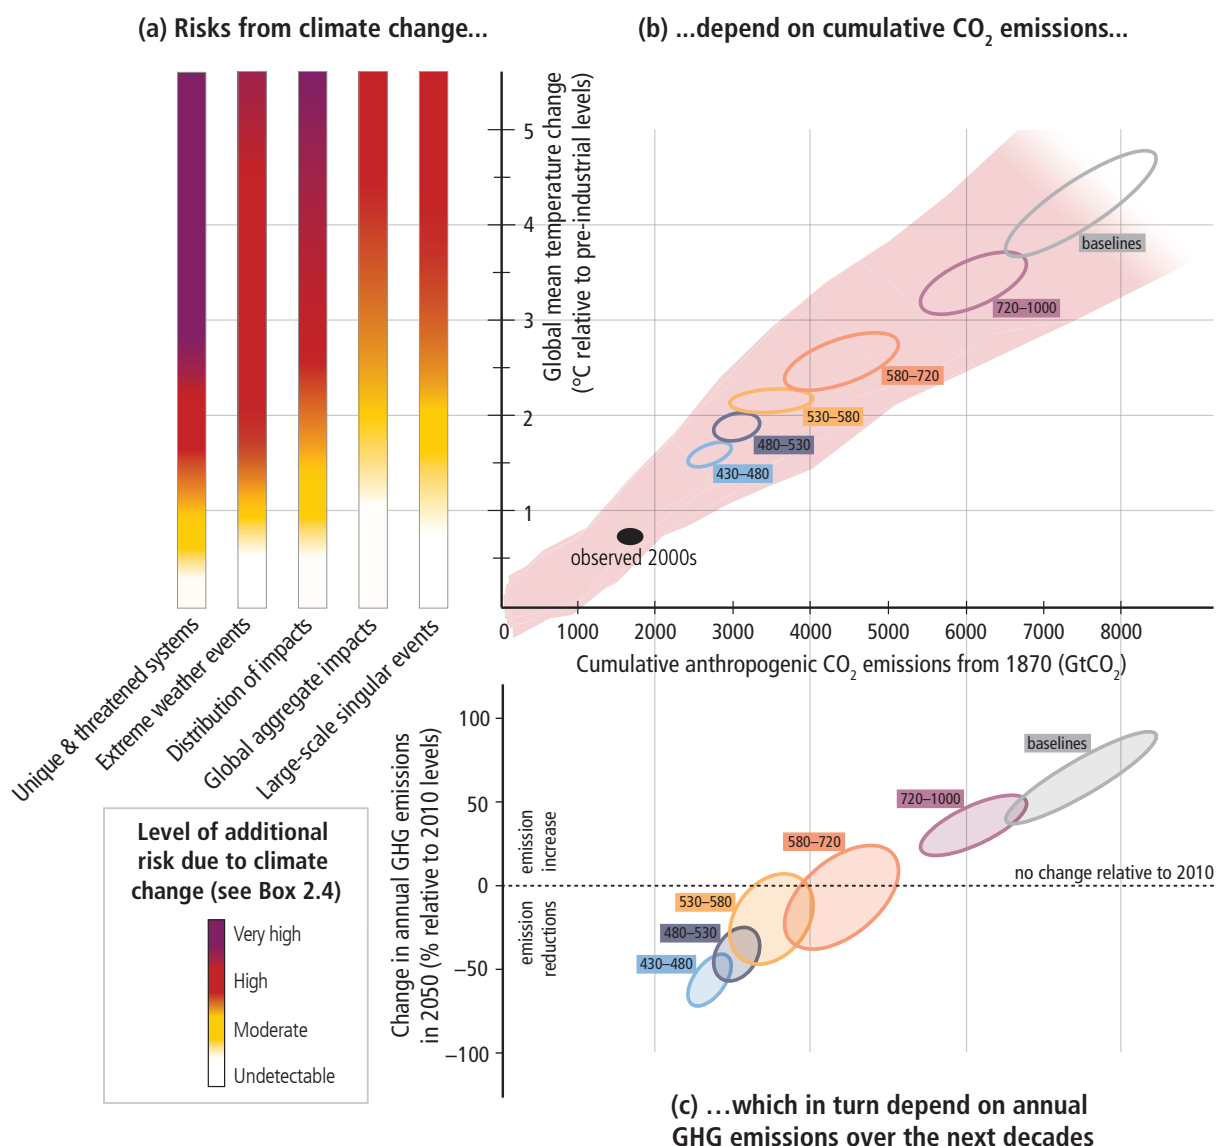 (a) Risks from climate change...
(b) ...depend on cumulative CO₂ emissions...
Global mean temperature change
(°C relative to pre-industrial levels)
5
4
3
2
1
baselines
720–1000
580–720
530–580
480–530
430–480
observed 2000s
0
1000
2000
3000
4000
5000
6000
7000
8000
Cumulative anthropogenic CO₂ emissions from 1870 (GtCO₂)
Unique & threatened systems
Extreme weather events
Distribution of impacts
Global aggregate impacts
Large-scale singular events
Level of additional
risk due to climate
change (see Box 2.4)
Very high
High
Moderate
Undetectable
Change in annual GHG emissions
in 2050 (% relative to 2010 levels)
100
50
0
−50
−100
emission
increase
emission
reductions
baselines
720–1000
580–720
no change relative to 2010
530–580
480–530
430–480
(c) …which in turn depend on annual
GHG emissions over the next decades